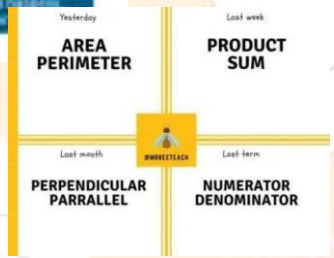 Yesterday
AREA
PERIMETER
Last week
PRODUCT
SUM
@MRBEETEACH
Last month
PERPENDICULAR
PARRALLEL
Last term
NUMERATOR
DENOMINATOR